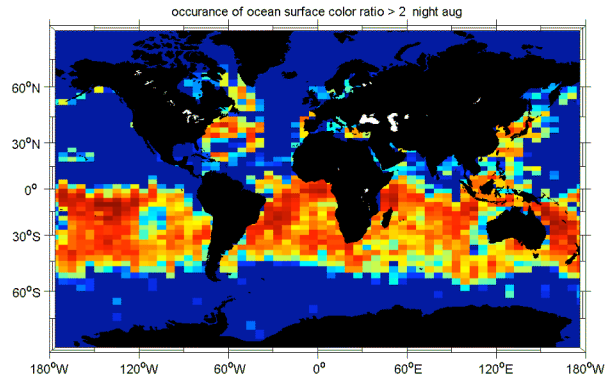 occurance of ocean surface color ratio > 2 night aug
60°N
30°N
0°
30°S
60°S
180°W 120°W 60°W 0° 60°E 120°E 180°W